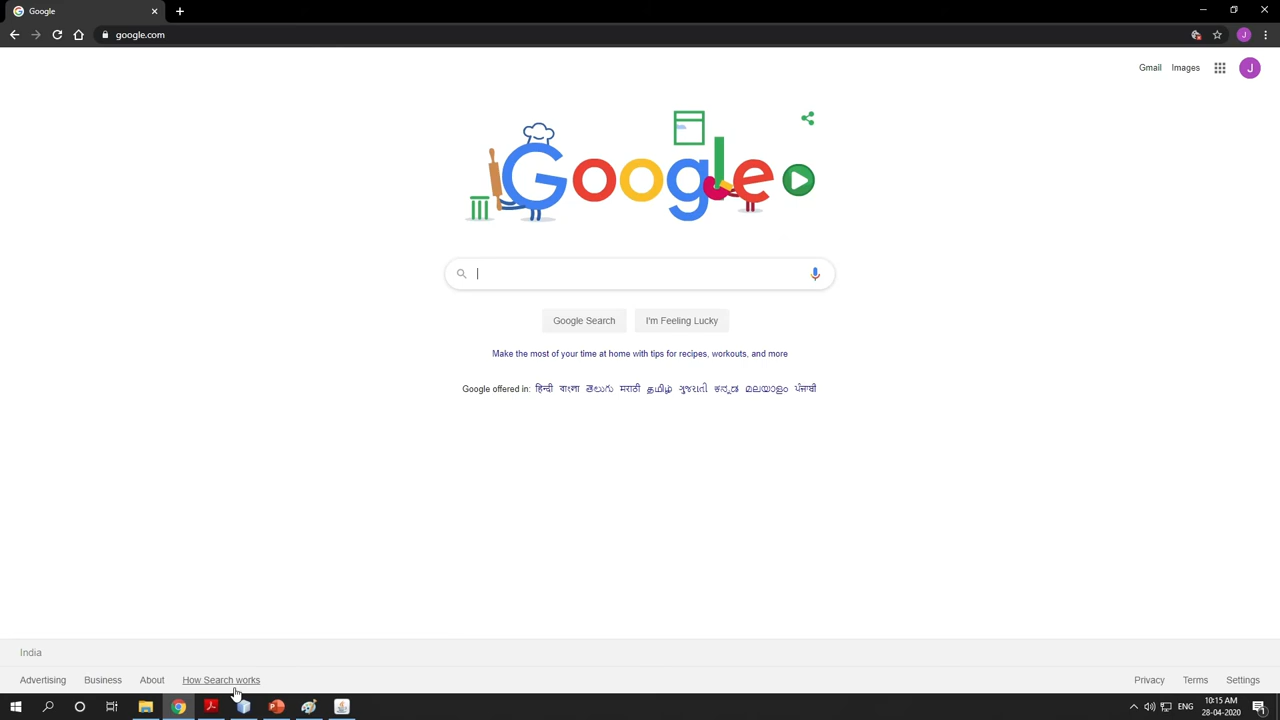 Google
google.com
J
Gmail Images J
Google
Google Search I'm Feeling Lucky
Make the most of your time at home with tips for recipes, workouts, and more
Google offered in: हिन्दी বাংলা తెలుగు मराठी தமிழ் ગુજરાતી ಕನ್ನಡ മലയാളം ਪੰਜਾਬੀ
India
Advertising Business About How Search works Privacy Terms Settings
ENG 10:15 AM
28-04-2020 1